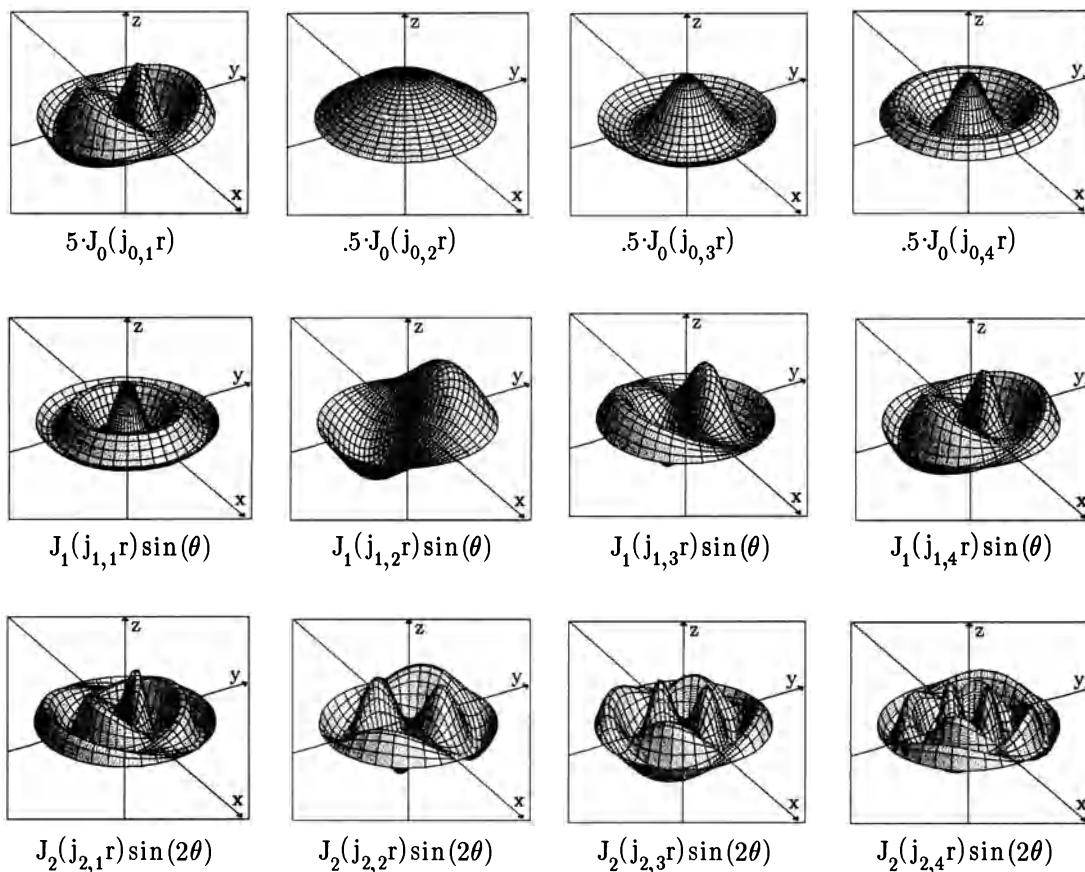 z y x z y x z y x z y x
5·J₀(j₀,₁r) .5·J₀(j₀,₂r) .5·J₀(j₀,₃r) .5·J₀(j₀,₄r)
z y x z y x z y x z y x
J₁(j₁,₁r)sin(θ) J₁(j₁,₂r)sin(θ) J₁(j₁,₃r)sin(θ) J₁(j₁,₄r)sin(θ)
z y x z y x z y x z y x
J₂(j₂,₁r)sin(2θ) J₂(j₂,₂r)sin(2θ) J₂(j₂,₃r)sin(2θ) J₂(j₂,₄r)sin(2θ)